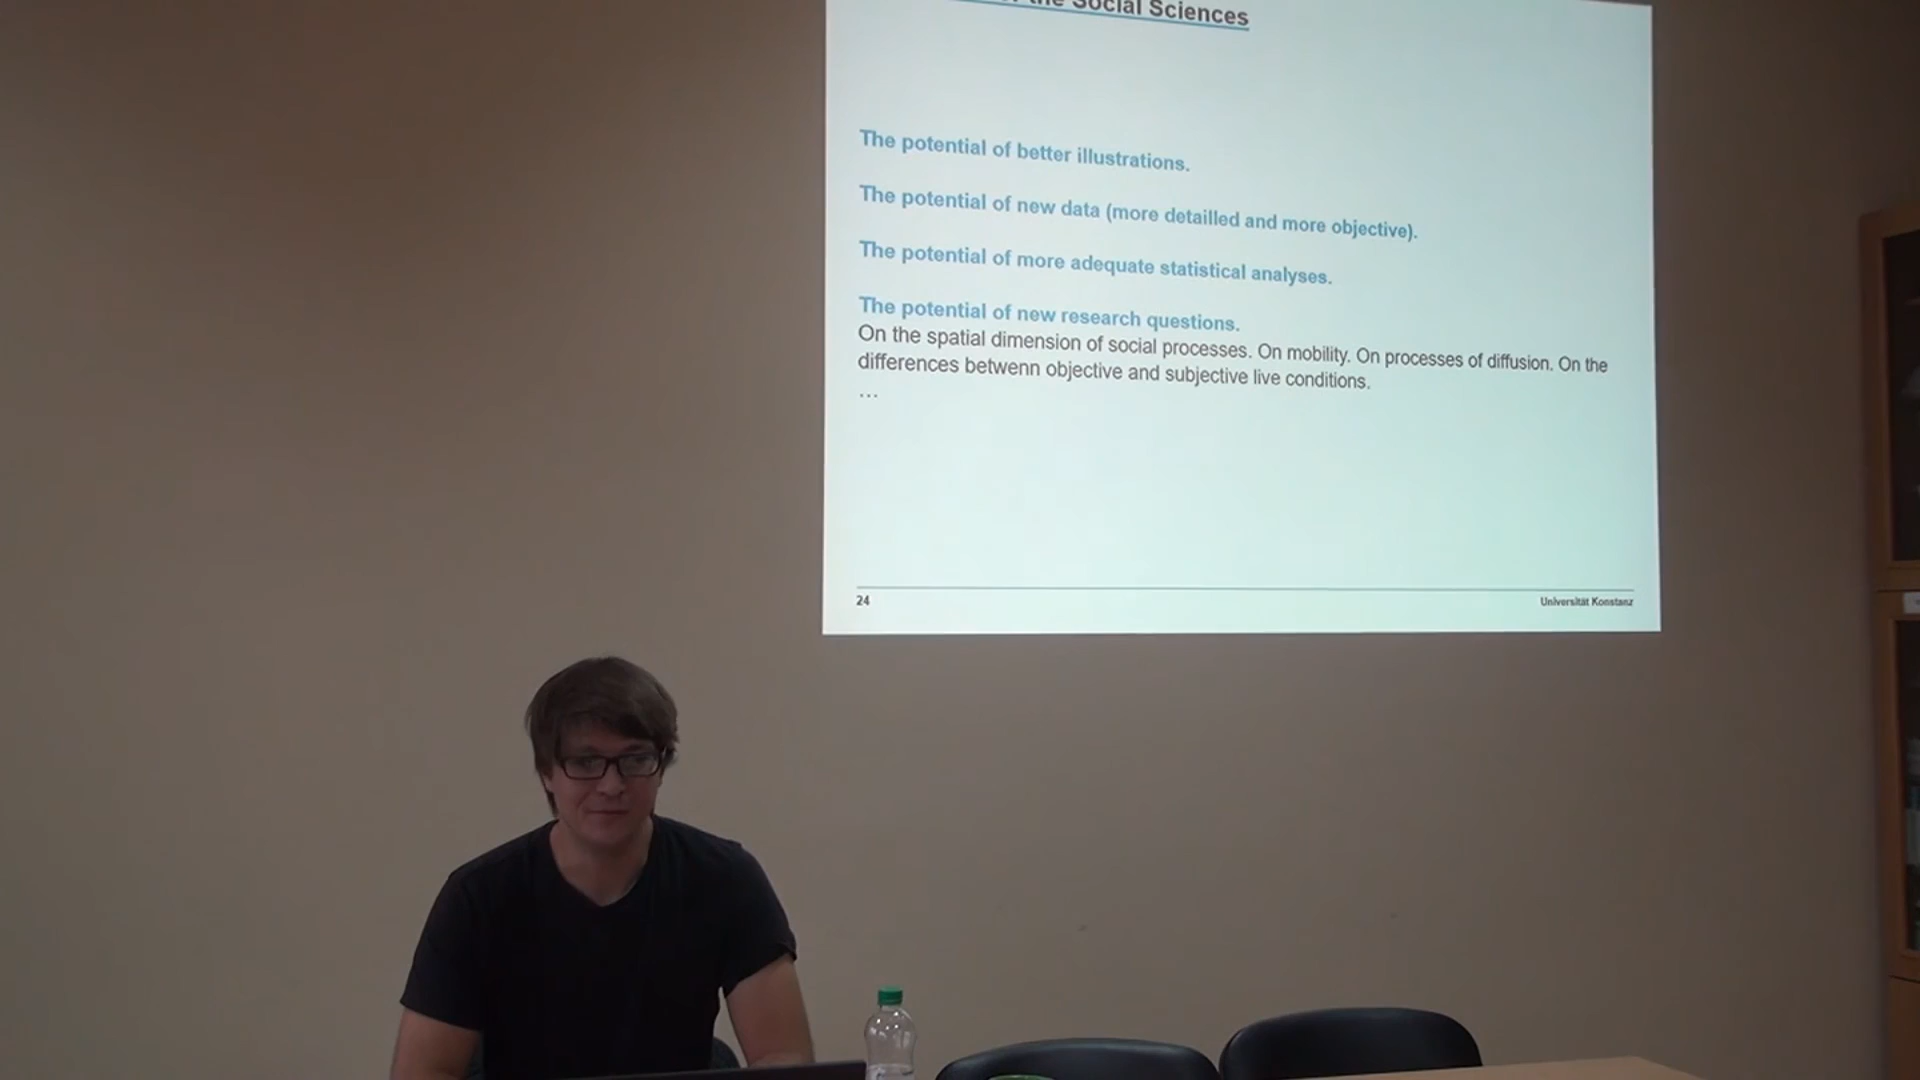 the Social Sciences
The potential of better illustrations.
The potential of new data (more detailled and more objective).
The potential of more adequate statistical analyses.
The potential of new research questions.
On the spatial dimension of social processes. On mobility. On processes of diffusion. On the
differences betwenn objective and subjective live conditions.
…
24
Universität Konstanz